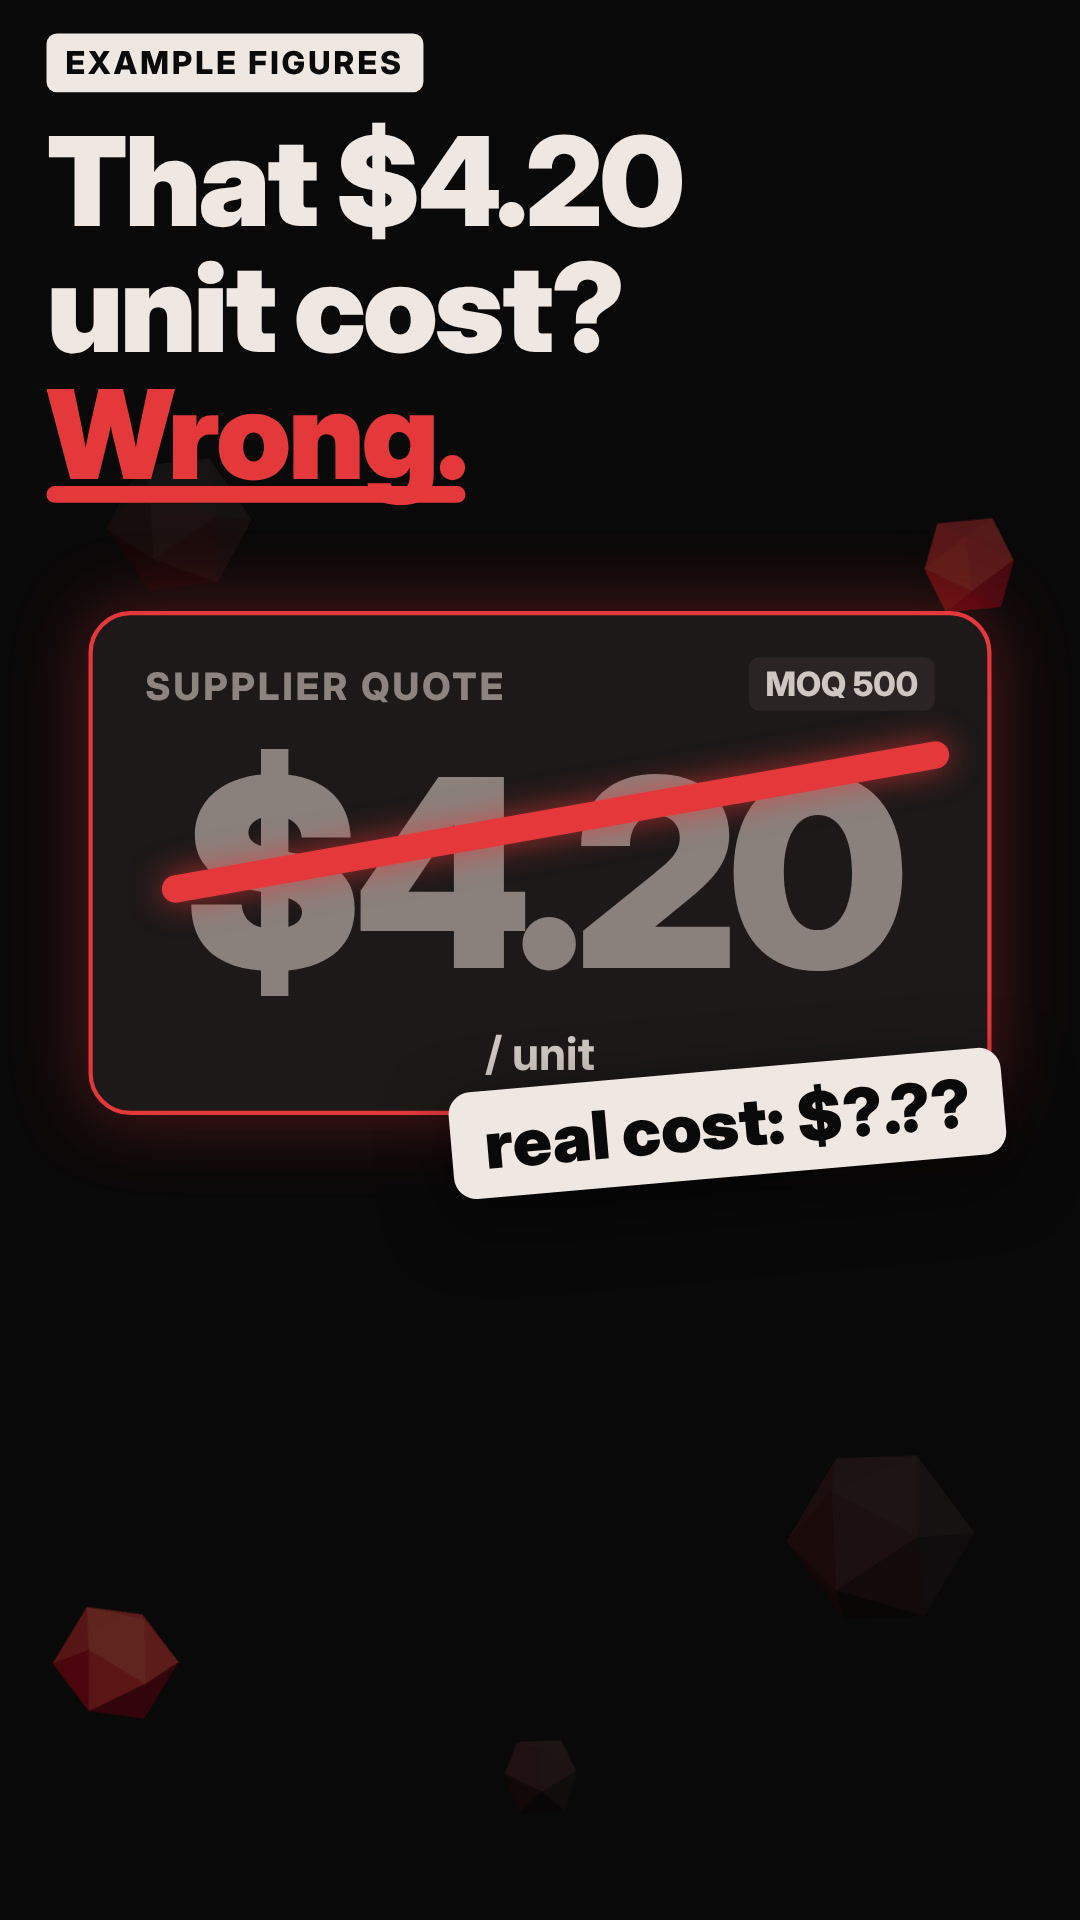 EXAMPLE FIGURES
That $4.20
unit cost?
Wrong.
SUPPLIER QUOTE
MOQ 500
$4.20
/ unit
real cost: $?.??